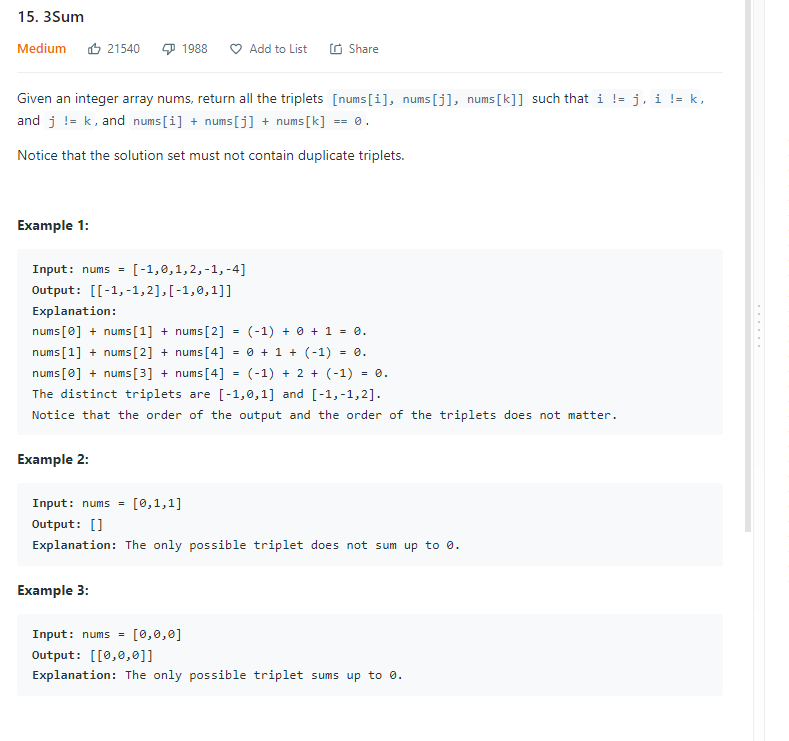 15. 3Sum
Medium 21540 1988 Add to List Share
Given an integer array nums, return all the triplets [nums[i], nums[j], nums[k]] such that i != j, i != k,
and j != k, and nums[i] + nums[j] + nums[k] == 0.
Notice that the solution set must not contain duplicate triplets.
Example 1:
Input: nums = [-1,0,1,2,-1,-4]
Output: [[-1,-1,2],[-1,0,1]]
Explanation:
nums[0] + nums[1] + nums[2] = (-1) + 0 + 1 = 0.
nums[1] + nums[2] + nums[4] = 0 + 1 + (-1) = 0.
nums[0] + nums[3] + nums[4] = (-1) + 2 + (-1) = 0.
The distinct triplets are [-1,0,1] and [-1,-1,2].
Notice that the order of the output and the order of the triplets does not matter.
Example 2:
Input: nums = [0,1,1]
Output: []
Explanation: The only possible triplet does not sum up to 0.
Example 3:
Input: nums = [0,0,0]
Output: [[0,0,0]]
Explanation: The only possible triplet sums up to 0.